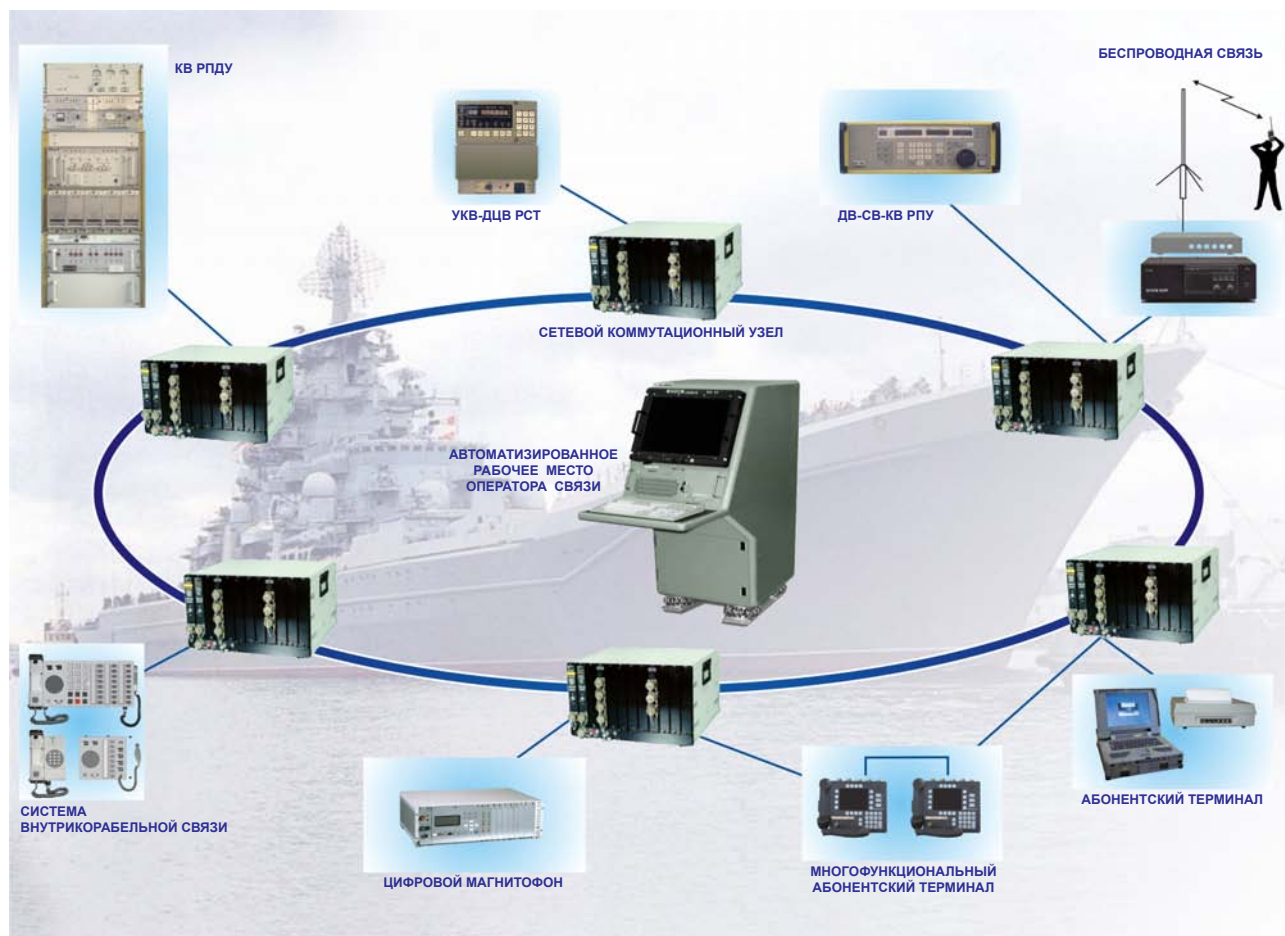 КВ РПДУ
БЕСПРОВОДНАЯ СВЯЗЬ
УКВ-ДЦВ РСТ
ДВ-СВ-КВ РПУ
СЕТЕВОЙ КОММУТАЦИОННЫЙ УЗЕЛ
АВТОМАТИЗИРОВАННОЕ
РАБОЧЕЕ МЕСТО
ОПЕРАТОРА СВЯЗИ
СИСТЕМА
ВНУТРИКОРАБЕЛЬНОЙ СВЯЗИ
ЦИФРОВОЙ МАГНИТОФОН
МНОГОФУНКЦИОНАЛЬНЫЙ
АБОНЕНТСКИЙ ТЕРМИНАЛ
АБОНЕНТСКИЙ ТЕРМИНАЛ